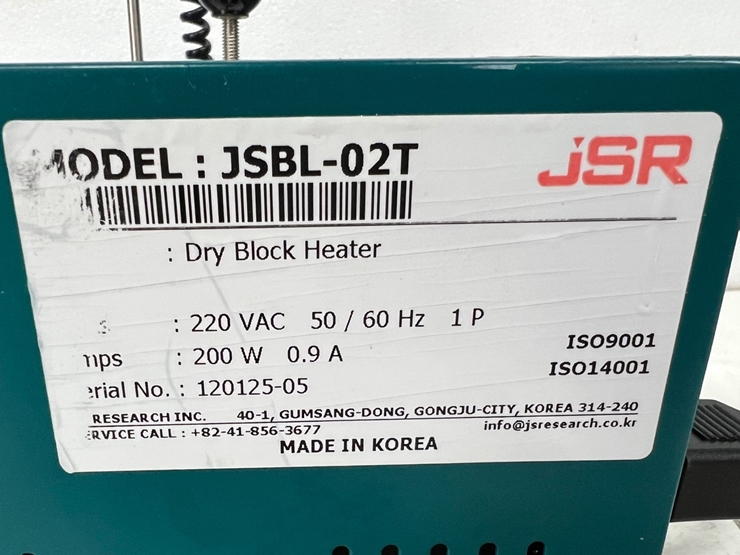 MODEL : JSBL-02T
JSR
: Dry Block Heater
: 220 VAC 50 / 60 Hz 1 P
: 200 W 0.9 A
ISO9001
ISO14001
erial No. : 120125-05
RESEARCH INC. 40-1, GUMSANG-DONG, GONGJU-CITY, KOREA 314-240
RVICE CALL : +82-41-856-3677 info@jsresearch.co.kr
MADE IN KOREA